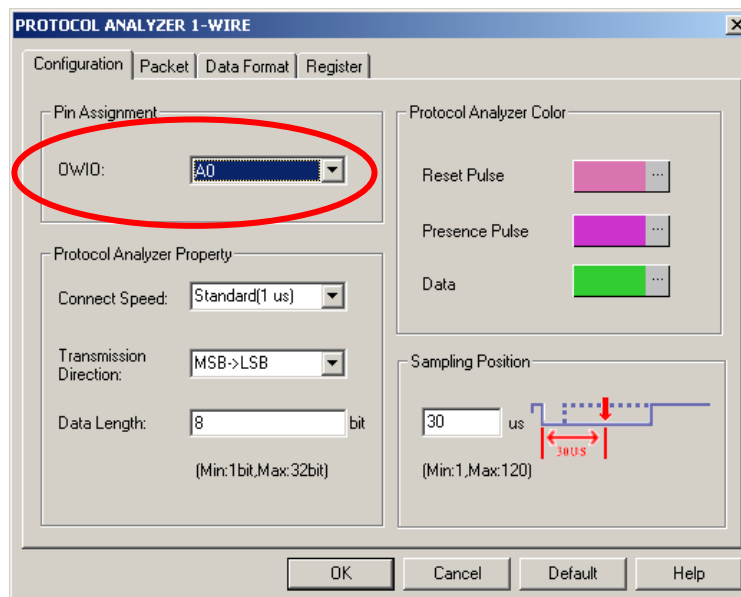 PROTOCOL ANALYZER 1-WIRE
Configuration Packet Data Format Register
Pin Assignment
OWIO: A0
Protocol Analyzer Property
Connect Speed: Standard(1 us)
Transmission
Direction: MSB->LSB
Data Length: 8 bit
(Min:1bit,Max:32bit)
Protocol Analyzer Color
Reset Pulse ...
Presence Pulse ...
Data ...
Sampling Position
30 us
30US
(Min:1,Max:120)
OK Cancel Default Help